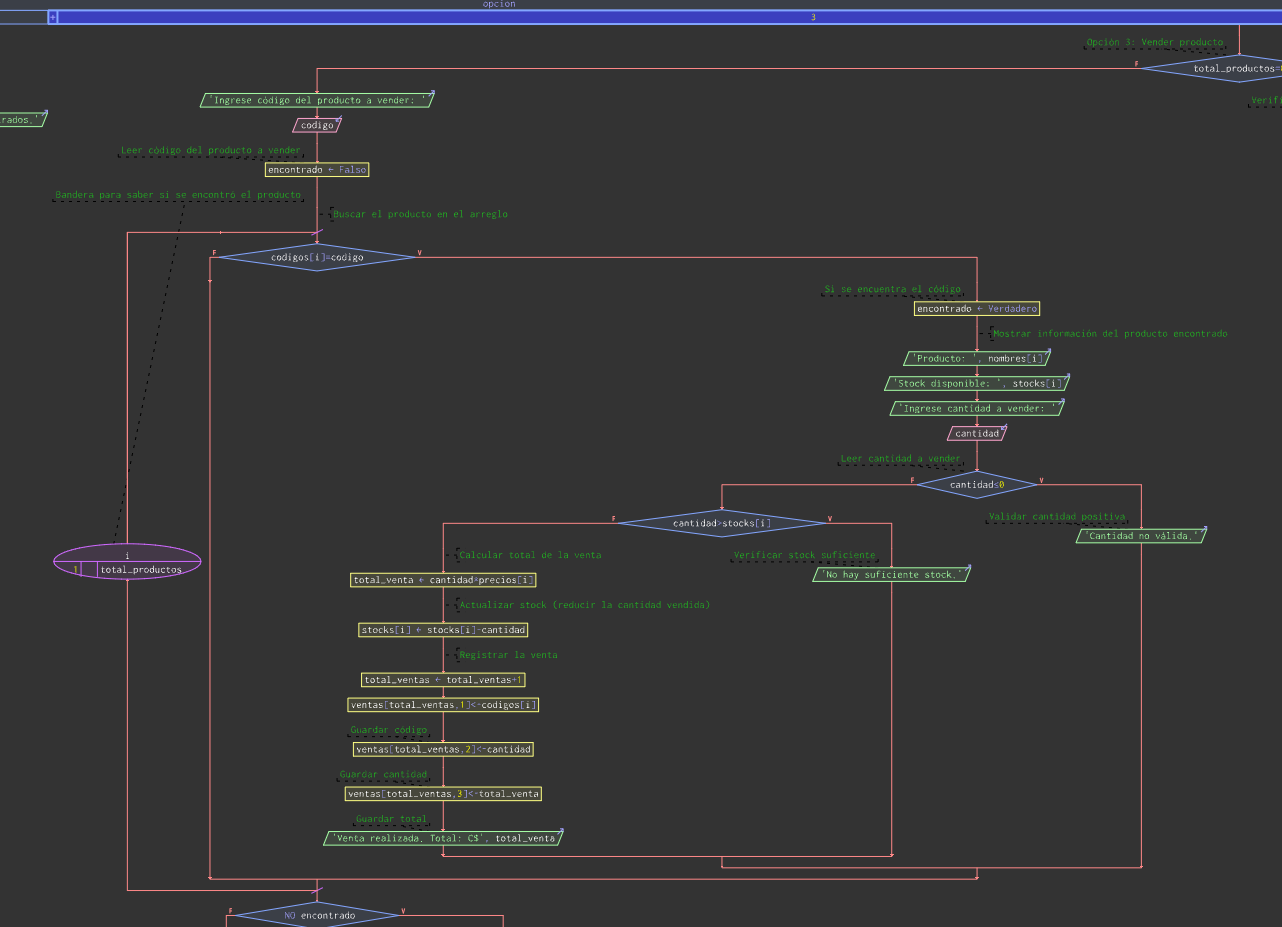 opcion
3
Opción 3: Vender producto
F
total_productos=
Verifi
'Ingrese código del producto a vender: '
rados.'
codigo
Leer código del producto a vender
encontrado ← Falso
Bandera para saber si se encontró el producto
Buscar el producto en el arreglo
F
codigos[i]=codigo
V
Si se encuentra el código
encontrado ← Verdadero
Mostrar información del producto encontrado
'Producto: ', nombres[i]
'Stock disponible: ', stocks[i]
'Ingrese cantidad a vender: '
cantidad
Leer cantidad a vender
F
cantidad≤0
V
Validar cantidad positiva
'Cantidad no válida.'
F
cantidad>stocks[i]
V
Verificar stock suficiente
'No hay suficiente stock.'
i
1
total_productos
Calcular total de la venta
total_venta ← cantidad*precios[i]
Actualizar stock (reducir la cantidad vendida)
stocks[i] ← stocks[i]-cantidad
Registrar la venta
total_ventas ← total_ventas+1
ventas[total_ventas,1]<-codigos[i]
Guardar código
ventas[total_ventas,2]<-cantidad
Guardar cantidad
ventas[total_ventas,3]<-total_venta
Guardar total
'Venta realizada. Total: C$', total_venta
F
NO encontrado
V